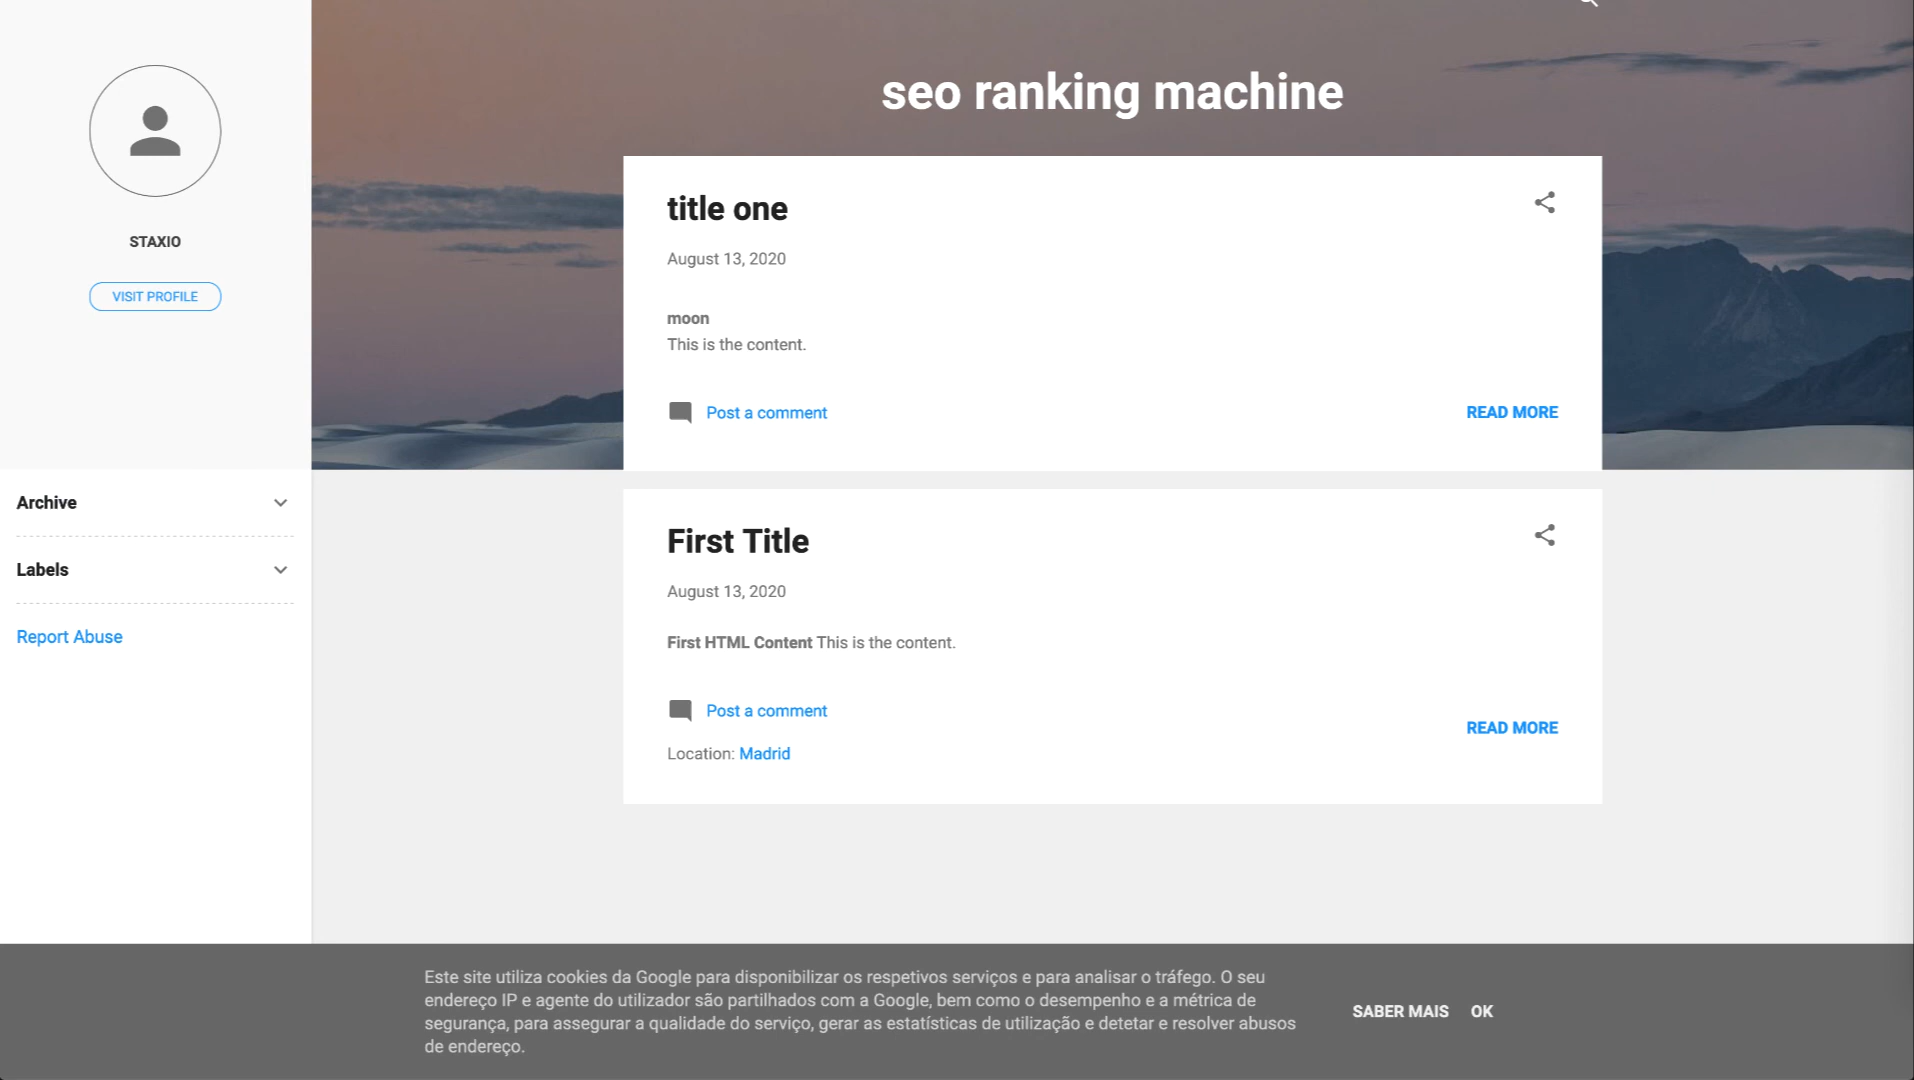 seo ranking machine
STAXIO
VISIT PROFILE
Archive
Labels
Report Abuse
title one
August 13, 2020
moon
This is the content.
Post a comment
READ MORE
First Title
August 13, 2020
First HTML Content This is the content.
Post a comment
READ MORE
Location: Madrid
Este site utiliza cookies da Google para disponibilizar os respetivos serviços e para analisar o tráfego. O seu
endereço IP e agente do utilizador são partilhados com a Google, bem como o desempenho e a métrica de
segurança, para assegurar a qualidade do serviço, gerar as estatísticas de utilização e detetar e resolver abusos
de endereço.
SABER MAIS OK